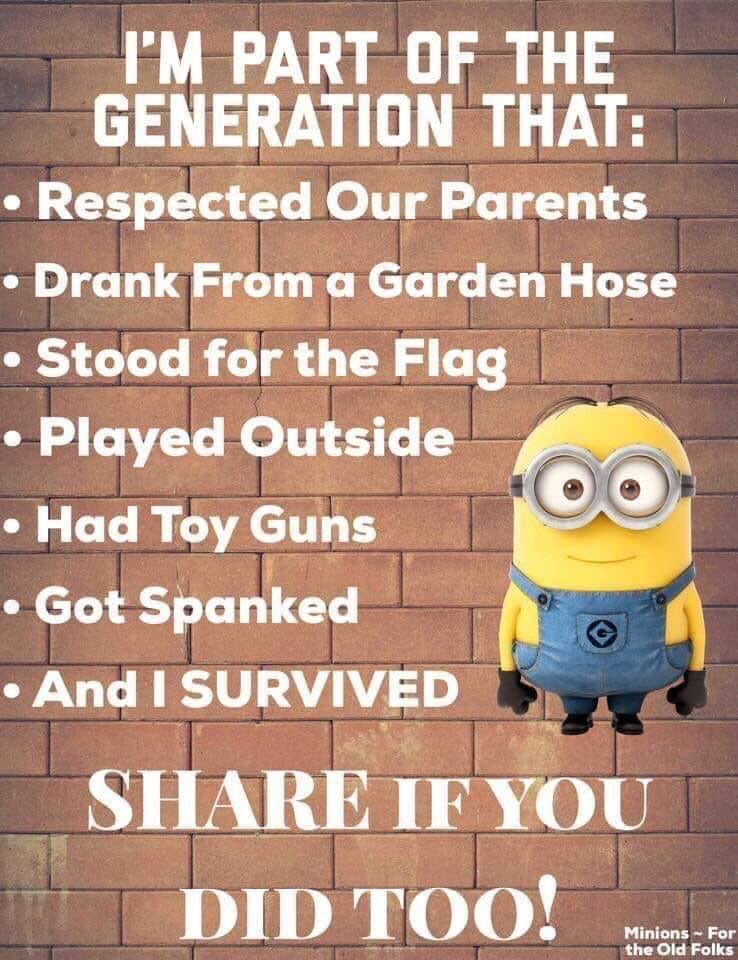 I'M PART OF THE
GENERATION THAT:
• Respected Our Parents
• Drank From a Garden Hose
• Stood for the Flag
• Played Outside
• Had Toy Guns
• Got Spanked
• And I SURVIVED
SHARE IF YOU
DID TOO!
Minions ~ For
the Old Folks